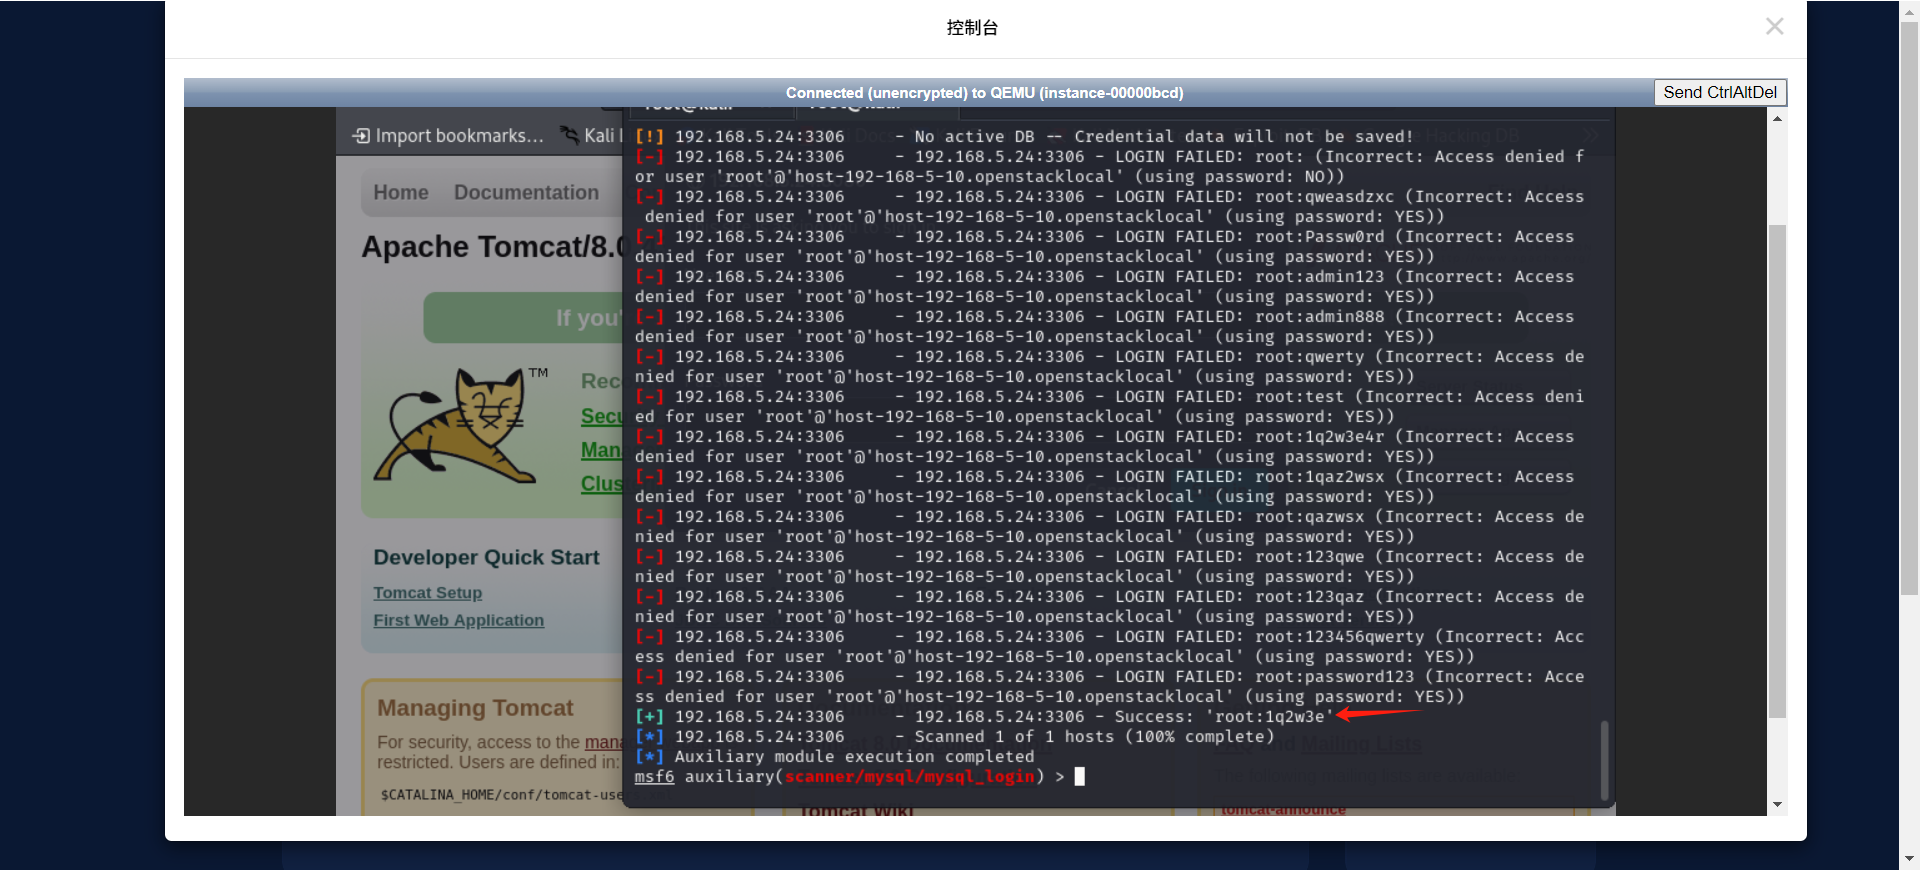 控制台
Connected (unencrypted) to QEMU (instance-00000bcd)
Send CtrlAltDel
Import bookmarks...
Kali
Home Documentation
Apache Tomcat/8.0
If you'
TM
Developer Quick Start
Tomcat Setup
First Web Application
Managing Tomcat
For security, access to the
restricted. Users are defined in:
$CATALINA_HOME/conf/tomcat-users.xml
[!] 192.168.5.24:3306 - No active DB -- Credential data will not be saved!
[-] 192.168.5.24:3306 - 192.168.5.24:3306 - LOGIN FAILED: root: (Incorrect: Access denied f
or user 'root'@'host-192-168-5-10.openstacklocal' (using password: NO))
[-] 192.168.5.24:3306 - 192.168.5.24:3306 - LOGIN FAILED: root:qweasdzxc (Incorrect: Access
denied for user 'root'@'host-192-168-5-10.openstacklocal' (using password: YES))
[-] 192.168.5.24:3306 - 192.168.5.24:3306 - LOGIN FAILED: root:Passw0rd (Incorrect: Access
denied for user 'root'@'host-192-168-5-10.openstacklocal' (using password: YES))
[-] 192.168.5.24:3306 - 192.168.5.24:3306 - LOGIN FAILED: root:admin123 (Incorrect: Access
denied for user 'root'@'host-192-168-5-10.openstacklocal' (using password: YES))
[-] 192.168.5.24:3306 - 192.168.5.24:3306 - LOGIN FAILED: root:admin888 (Incorrect: Access
denied for user 'root'@'host-192-168-5-10.openstacklocal' (using password: YES))
[-] 192.168.5.24:3306 - 192.168.5.24:3306 - LOGIN FAILED: root:qwerty (Incorrect: Access de
nied for user 'root'@'host-192-168-5-10.openstacklocal' (using password: YES))
[-] 192.168.5.24:3306 - 192.168.5.24:3306 - LOGIN FAILED: root:test (Incorrect: Access deni
ed for user 'root'@'host-192-168-5-10.openstacklocal' (using password: YES))
[-] 192.168.5.24:3306 - 192.168.5.24:3306 - LOGIN FAILED: root:1q2w3e4r (Incorrect: Access
denied for user 'root'@'host-192-168-5-10.openstacklocal' (using password: YES))
[-] 192.168.5.24:3306 - 192.168.5.24:3306 - LOGIN FAILED: root:1qaz2wsx (Incorrect: Access
denied for user 'root'@'host-192-168-5-10.openstacklocal' (using password: YES))
[-] 192.168.5.24:3306 - 192.168.5.24:3306 - LOGIN FAILED: root:qazwsx (Incorrect: Access de
nied for user 'root'@'host-192-168-5-10.openstacklocal' (using password: YES))
[-] 192.168.5.24:3306 - 192.168.5.24:3306 - LOGIN FAILED: root:123qwe (Incorrect: Access de
nied for user 'root'@'host-192-168-5-10.openstacklocal' (using password: YES))
[-] 192.168.5.24:3306 - 192.168.5.24:3306 - LOGIN FAILED: root:123qaz (Incorrect: Access de
nied for user 'root'@'host-192-168-5-10.openstacklocal' (using password: YES))
[-] 192.168.5.24:3306 - 192.168.5.24:3306 - LOGIN FAILED: root:123456qwerty (Incorrect: Acc
ess denied for user 'root'@'host-192-168-5-10.openstacklocal' (using password: YES))
[-] 192.168.5.24:3306 - 192.168.5.24:3306 - LOGIN FAILED: root:password123 (Incorrect: Acce
ss denied for user 'root'@'host-192-168-5-10.openstacklocal' (using password: YES))
[+] 192.168.5.24:3306 - 192.168.5.24:3306 - Success: 'root:1q2w3e'
[*] 192.168.5.24:3306 - Scanned 1 of 1 hosts (100% complete)
[*] Auxiliary module execution completed
msf6 auxiliary(scanner/mysql/mysql_login) >
Tomcat Wiki
tomcat-announce